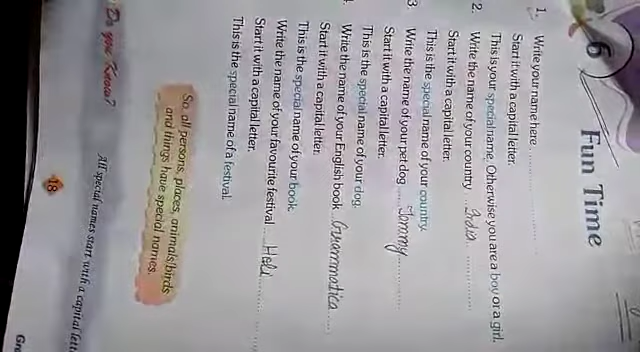 6
Fun Time
1. Write your name here.
Start it with a capital letter.
This is your special name. Otherwise you are a boy or a girl.
2. Write the name of your country India
Start it with a capital letter.
This is the special name of your country.
3. Write the name of your pet dog Jimmy
Start it with a capital letter.
This is the special name of your dog.
Write the name of your English book Grammatica
Start it with a capital letter.
This is the special name of your book.
Write the name of your favourite festival Holi
Start it with a capital letter.
This is the special name of a festival.
So, all persons, places, animals, birds
and things have special names.
Do you Know?
All special names start with a capital
18